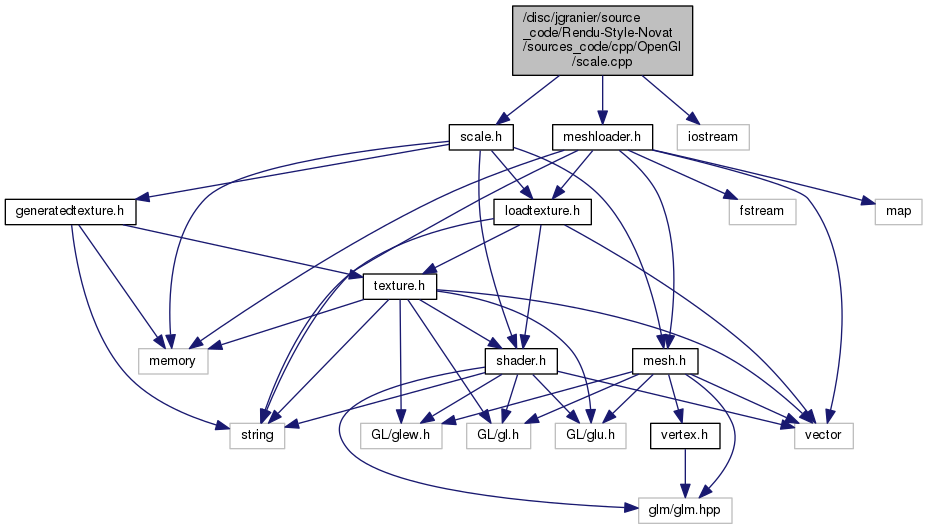 /disc/jgranier/source
_code/Rendu-Style-Novat
/sources_code/cpp/OpenGl
/scale.cpp
scale.h
meshloader.h
iostream
generatedtexture.h
loadtexture.h
fstream
map
texture.h
memory
shader.h
mesh.h
string
GL/glew.h
GL/gl.h
GL/glu.h
vertex.h
vector
glm/glm.hpp